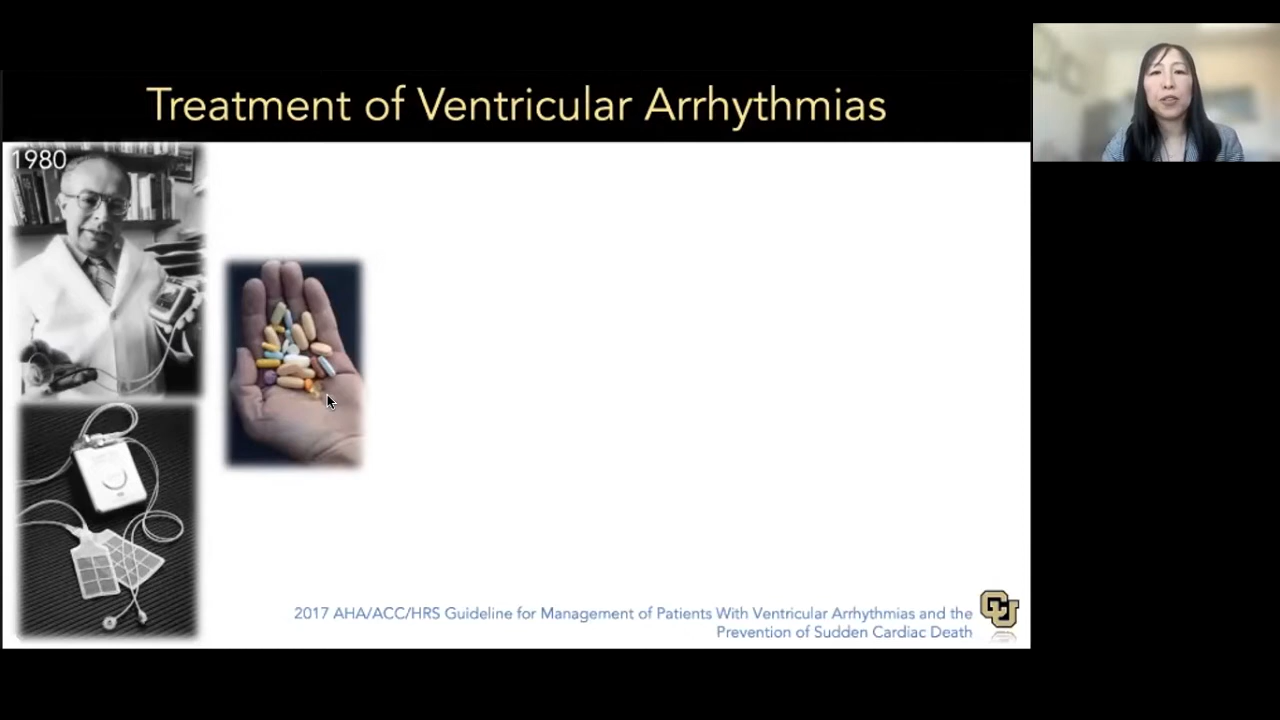 Treatment of Ventricular Arrhythmias
1980
2017 AHA/ACC/HRS Guideline for Management of Patients With Ventricular Arrhythmias and the
Prevention of Sudden Cardiac Death
CU